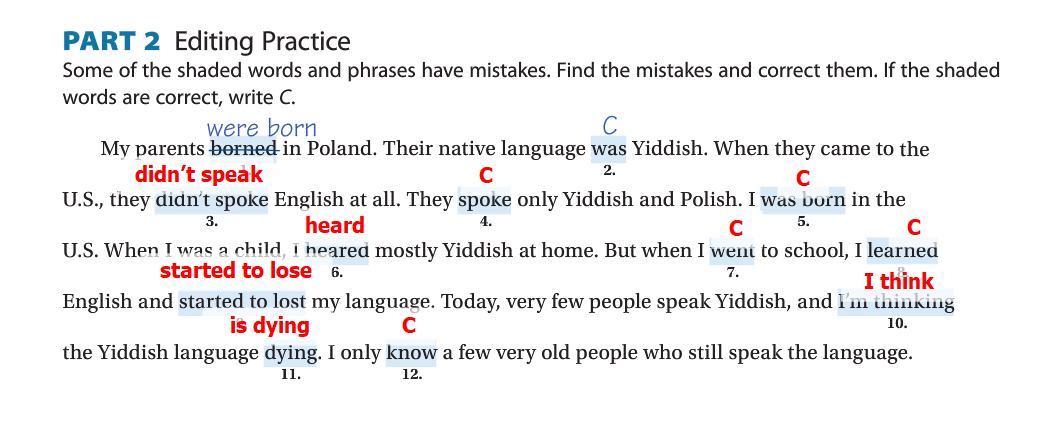 PART 2 Editing Practice
Some of the shaded words and phrases have mistakes. Find the mistakes and correct them. If the shaded
words are correct, write C.
were born C
My parents borned in Poland. Their native language was Yiddish. When they came to the
didn't speak C 2. C
U.S., they didn't spoke English at all. They spoke only Yiddish and Polish. I was born in the
3. heard 4. C 5. C
U.S. When I was a child, I heared mostly Yiddish at home. But when I went to school, I learned
started to lose 6. 7. 8. I think
English and started to lost my language. Today, very few people speak Yiddish, and I'm thinking
is dying C 10.
the Yiddish language dying. I only know a few very old people who still speak the language.
11. 12.